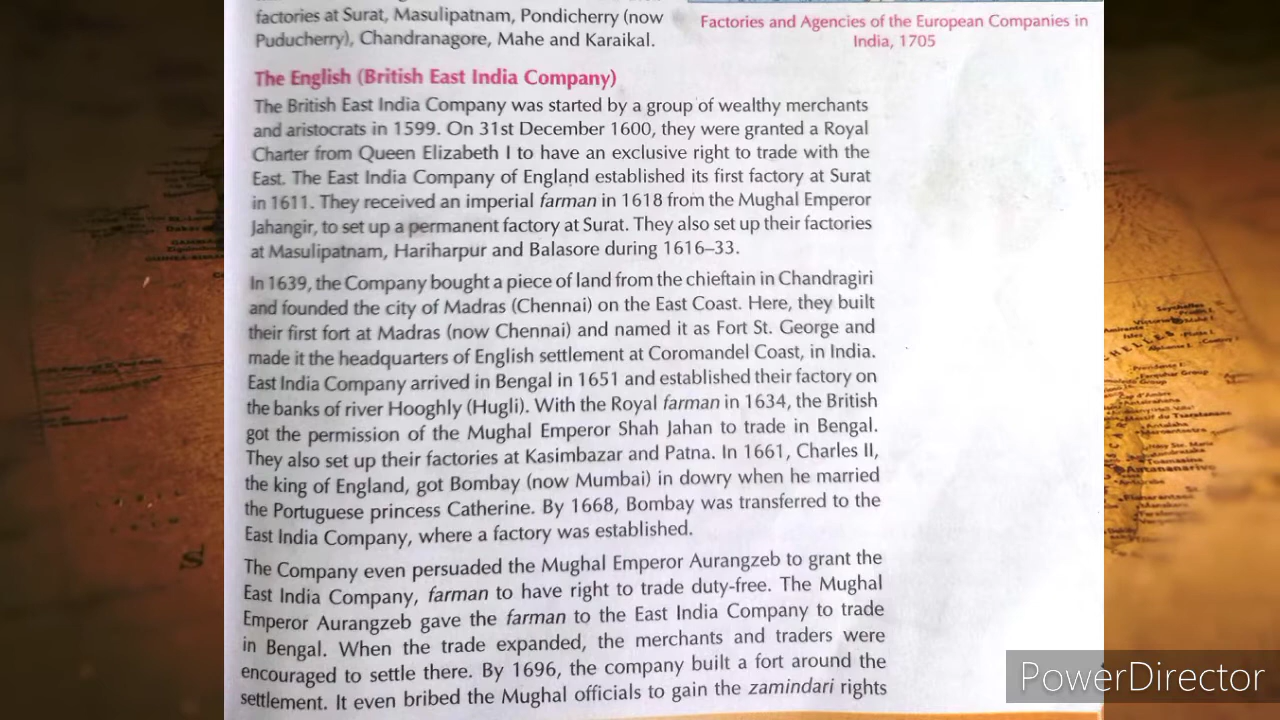 factories at Surat, Masulipatnam, Pondicherry (now
Puducherry), Chandranagore, Mahe and Karaikal.
Factories and Agencies of the European Companies in
India, 1705
The English (British East India Company)
The British East India Company was started by a group of wealthy merchants
and aristocrats in 1599. On 31st December 1600, they were granted a Royal
Charter from Queen Elizabeth I to have an exclusive right to trade with the
East. The East India Company of England established its first factory at Surat
in 1611. They received an imperial farman in 1618 from the Mughal Emperor
Jahangir, to set up a permanent factory at Surat. They also set up their factories
at Masulipatnam, Hariharpur and Balasore during 1616–33.
In 1639, the Company bought a piece of land from the chieftain in Chandragiri
and founded the city of Madras (Chennai) on the East Coast. Here, they built
their first fort at Madras (now Chennai) and named it as Fort St. George and
made it the headquarters of English settlement at Coromandel Coast, in India.
East India Company arrived in Bengal in 1651 and established their factory on
the banks of river Hooghly (Hugli). With the Royal farman in 1634, the British
got the permission of the Mughal Emperor Shah Jahan to trade in Bengal.
They also set up their factories at Kasimbazar and Patna. In 1661, Charles II,
the king of England, got Bombay (now Mumbai) in dowry when he married
the Portuguese princess Catherine. By 1668, Bombay was transferred to the
East India Company, where a factory was established.
The Company even persuaded the Mughal Emperor Aurangzeb to grant the
East India Company, farman to have right to trade duty-free. The Mughal
Emperor Aurangzeb gave the farman to the East India Company to trade
in Bengal. When the trade expanded, the merchants and traders were
encouraged to settle there. By 1696, the company built a fort around the
settlement. It even bribed the Mughal officials to gain the zamindari rights
PowerDirector